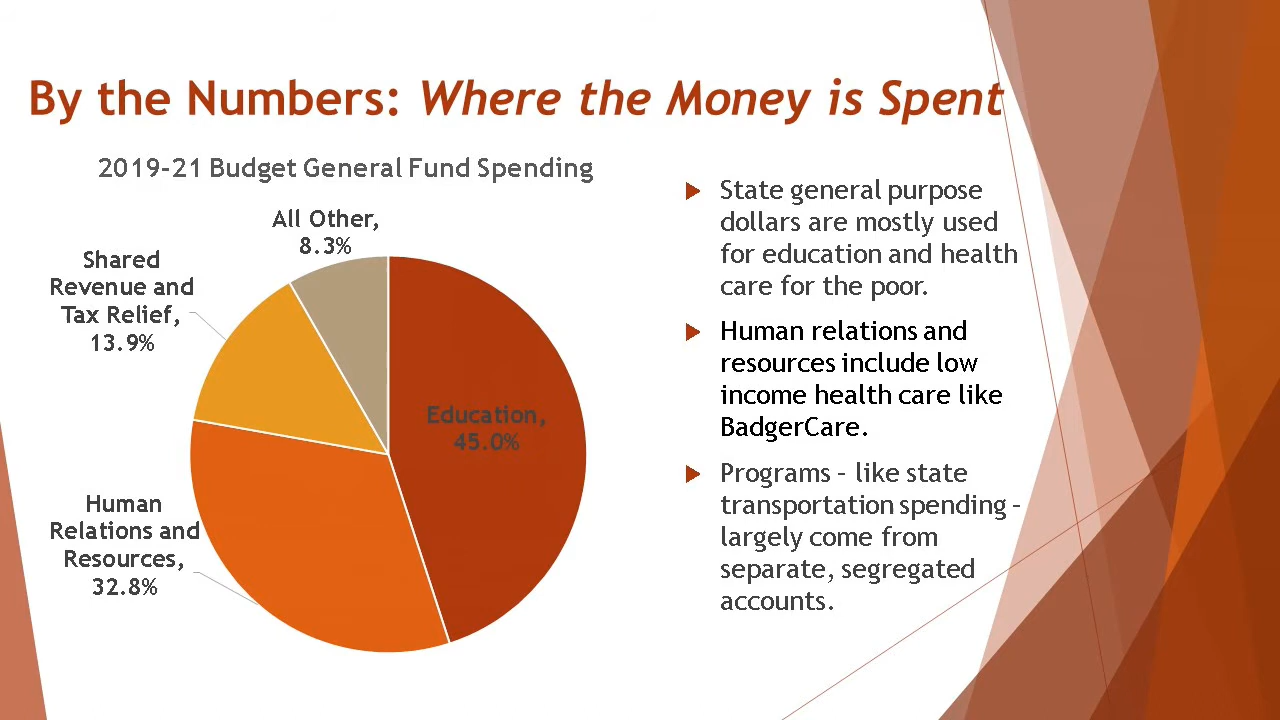 By the Numbers: Where the Money is Spent
2019-21 Budget General Fund Spending
All Other,
8.3%
Shared
Revenue and
Tax Relief,
13.9%
Education,
45.0%
Human
Relations and
Resources,
32.8%
State general purpose
dollars are mostly used
for education and health
care for the poor.
Human relations and
resources include low
income health care like
BadgerCare.
Programs – like state
transportation spending –
largely come from
separate, segregated
accounts.